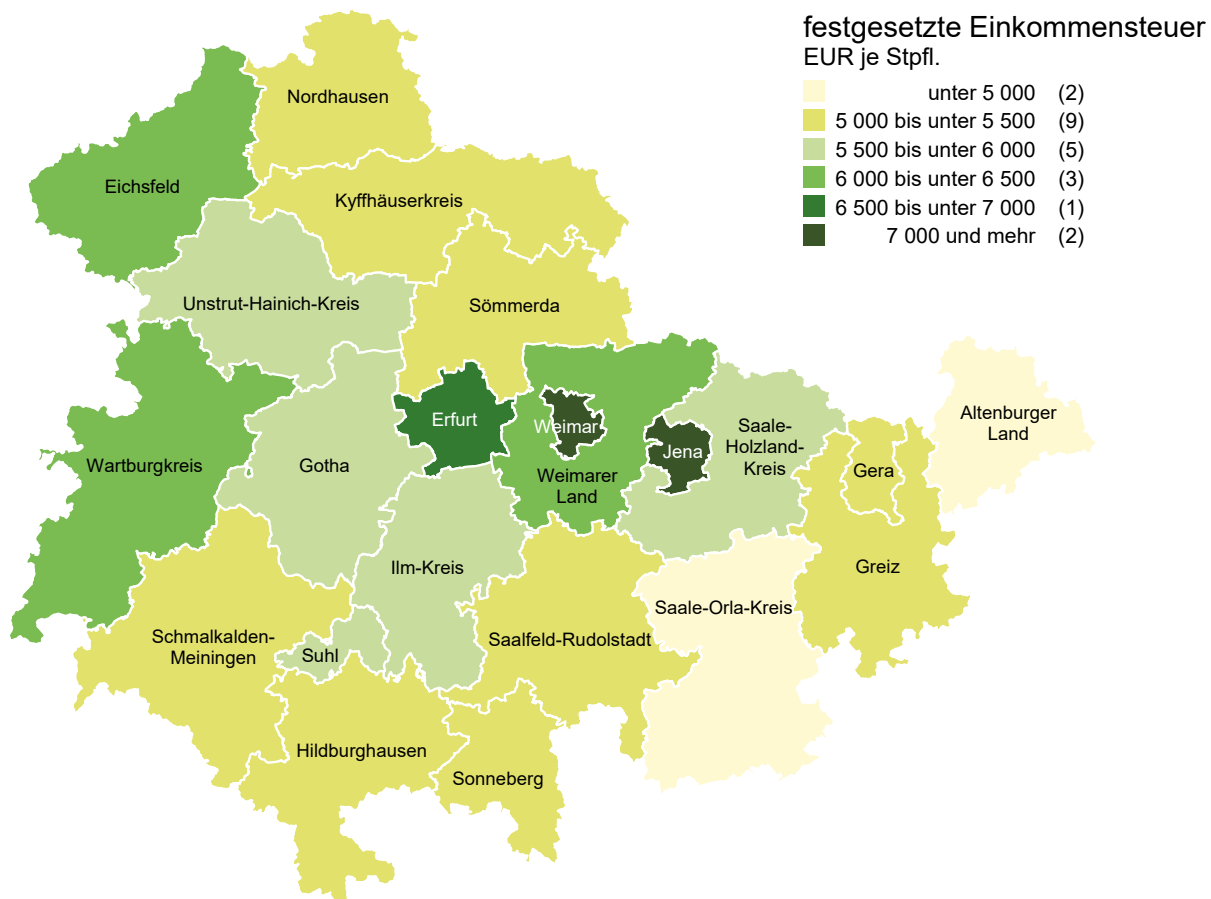 festgesetzte Einkommensteuer
EUR je Stpfl.
unter 5 000 (2)
5 000 bis unter 5 500 (9)
5 500 bis unter 6 000 (5)
6 000 bis unter 6 500 (3)
6 500 bis unter 7 000 (1)
7 000 und mehr (2)
Nordhausen
Eichsfeld
Kyffhäuserkreis
Unstrut-Hainich-Kreis
Sömmerda
Erfurt
Weimar
Altenburger
Land
Saale-
Holzland-
Kreis
Jena
Wartburgkreis
Gotha
Weimarer
Land
Gera
Ilm-Kreis
Greiz
Saale-Orla-Kreis
Schmalkalden-
Meiningen
Suhl
Saalfeld-Rudolstadt
Hildburghausen
Sonneberg